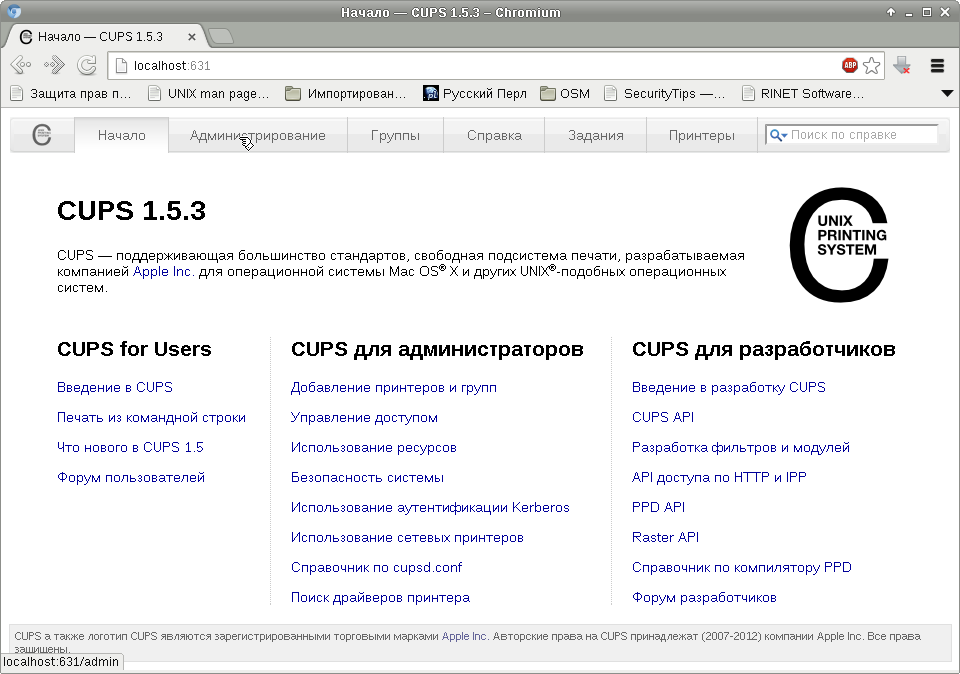 Начало — CUPS 1.5.3 – Chromium
Начало — CUPS 1.5.3
localhost:631
ABP
Защита прав п...
UNIX man page...
Импортирован...
Русский Перл
OSM
SecurityTips —...
RINET Software...
Начало
Администрирование
Группы
Справка
Задания
Принтеры
Поиск по справке
CUPS 1.5.3
CUPS — поддерживающая большинство стандартов, свободная подсистема печати, разрабатываемая
компанией Apple Inc. для операционной системы Mac OS® X и других UNIX®-подобных операционных
систем.
UNIX
PRINTING
SYSTEM
CUPS for Users
Введение в CUPS
Печать из командной строки
Что нового в CUPS 1.5
Форум пользователей
CUPS для администраторов
Добавление принтеров и групп
Управление доступом
Использование ресурсов
Безопасность системы
Использование аутентификации Kerberos
Использование сетевых принтеров
Справочник по cupsd.conf
Поиск драйверов принтера
CUPS для разработчиков
Введение в разработку CUPS
CUPS API
Разработка фильтров и модулей
API доступа по HTTP и IPP
PPD API
Raster API
Справочник по компилятору PPD
Форум разработчиков
CUPS а также логотип CUPS являются зарегистрированными торговыми марками Apple Inc. Авторские права на CUPS принадлежат (2007-2012) компании Apple Inc. Все права
защищены.
localhost:631/admin